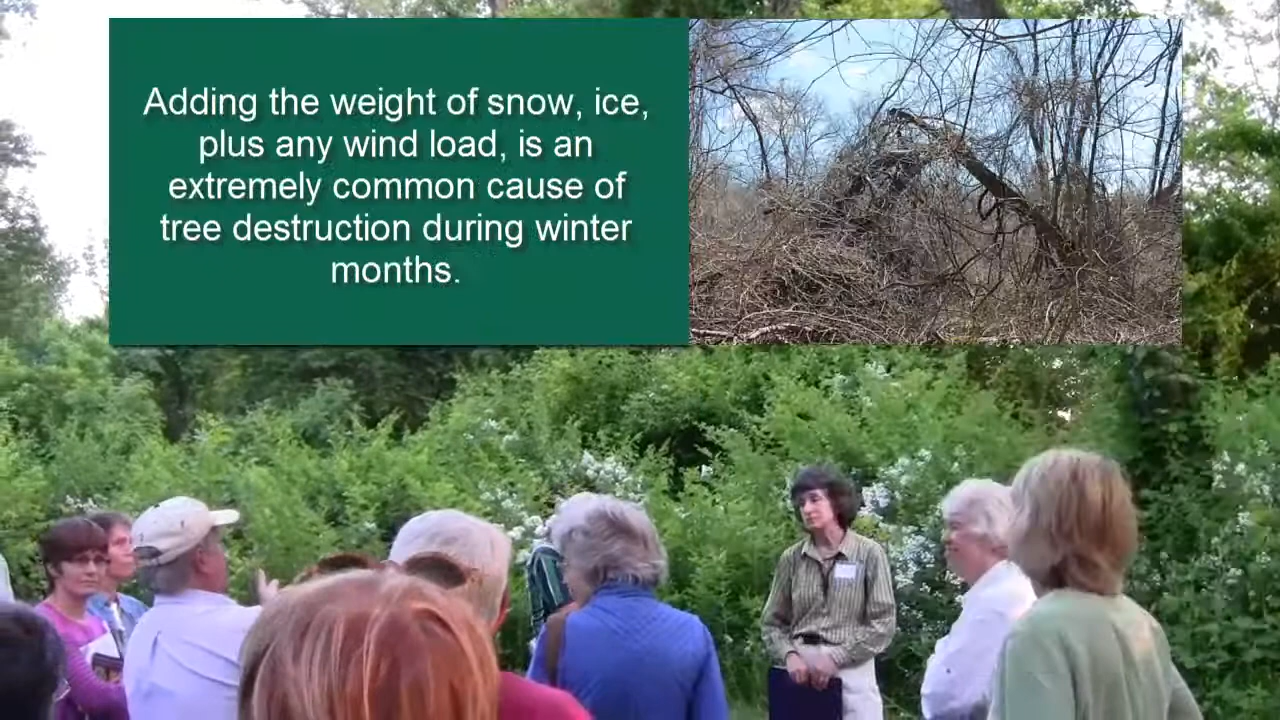 Adding the weight of snow, ice,
plus any wind load, is an
extremely common cause of
tree destruction during winter
months.